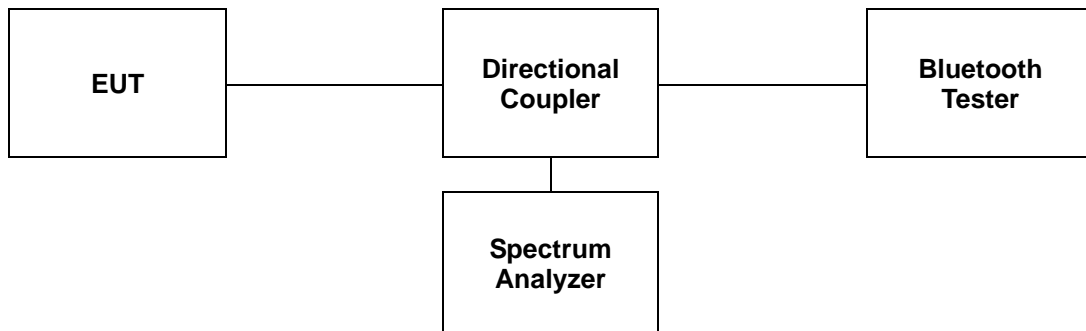 EUT
Directional
Coupler
Bluetooth
Tester
Spectrum
Analyzer